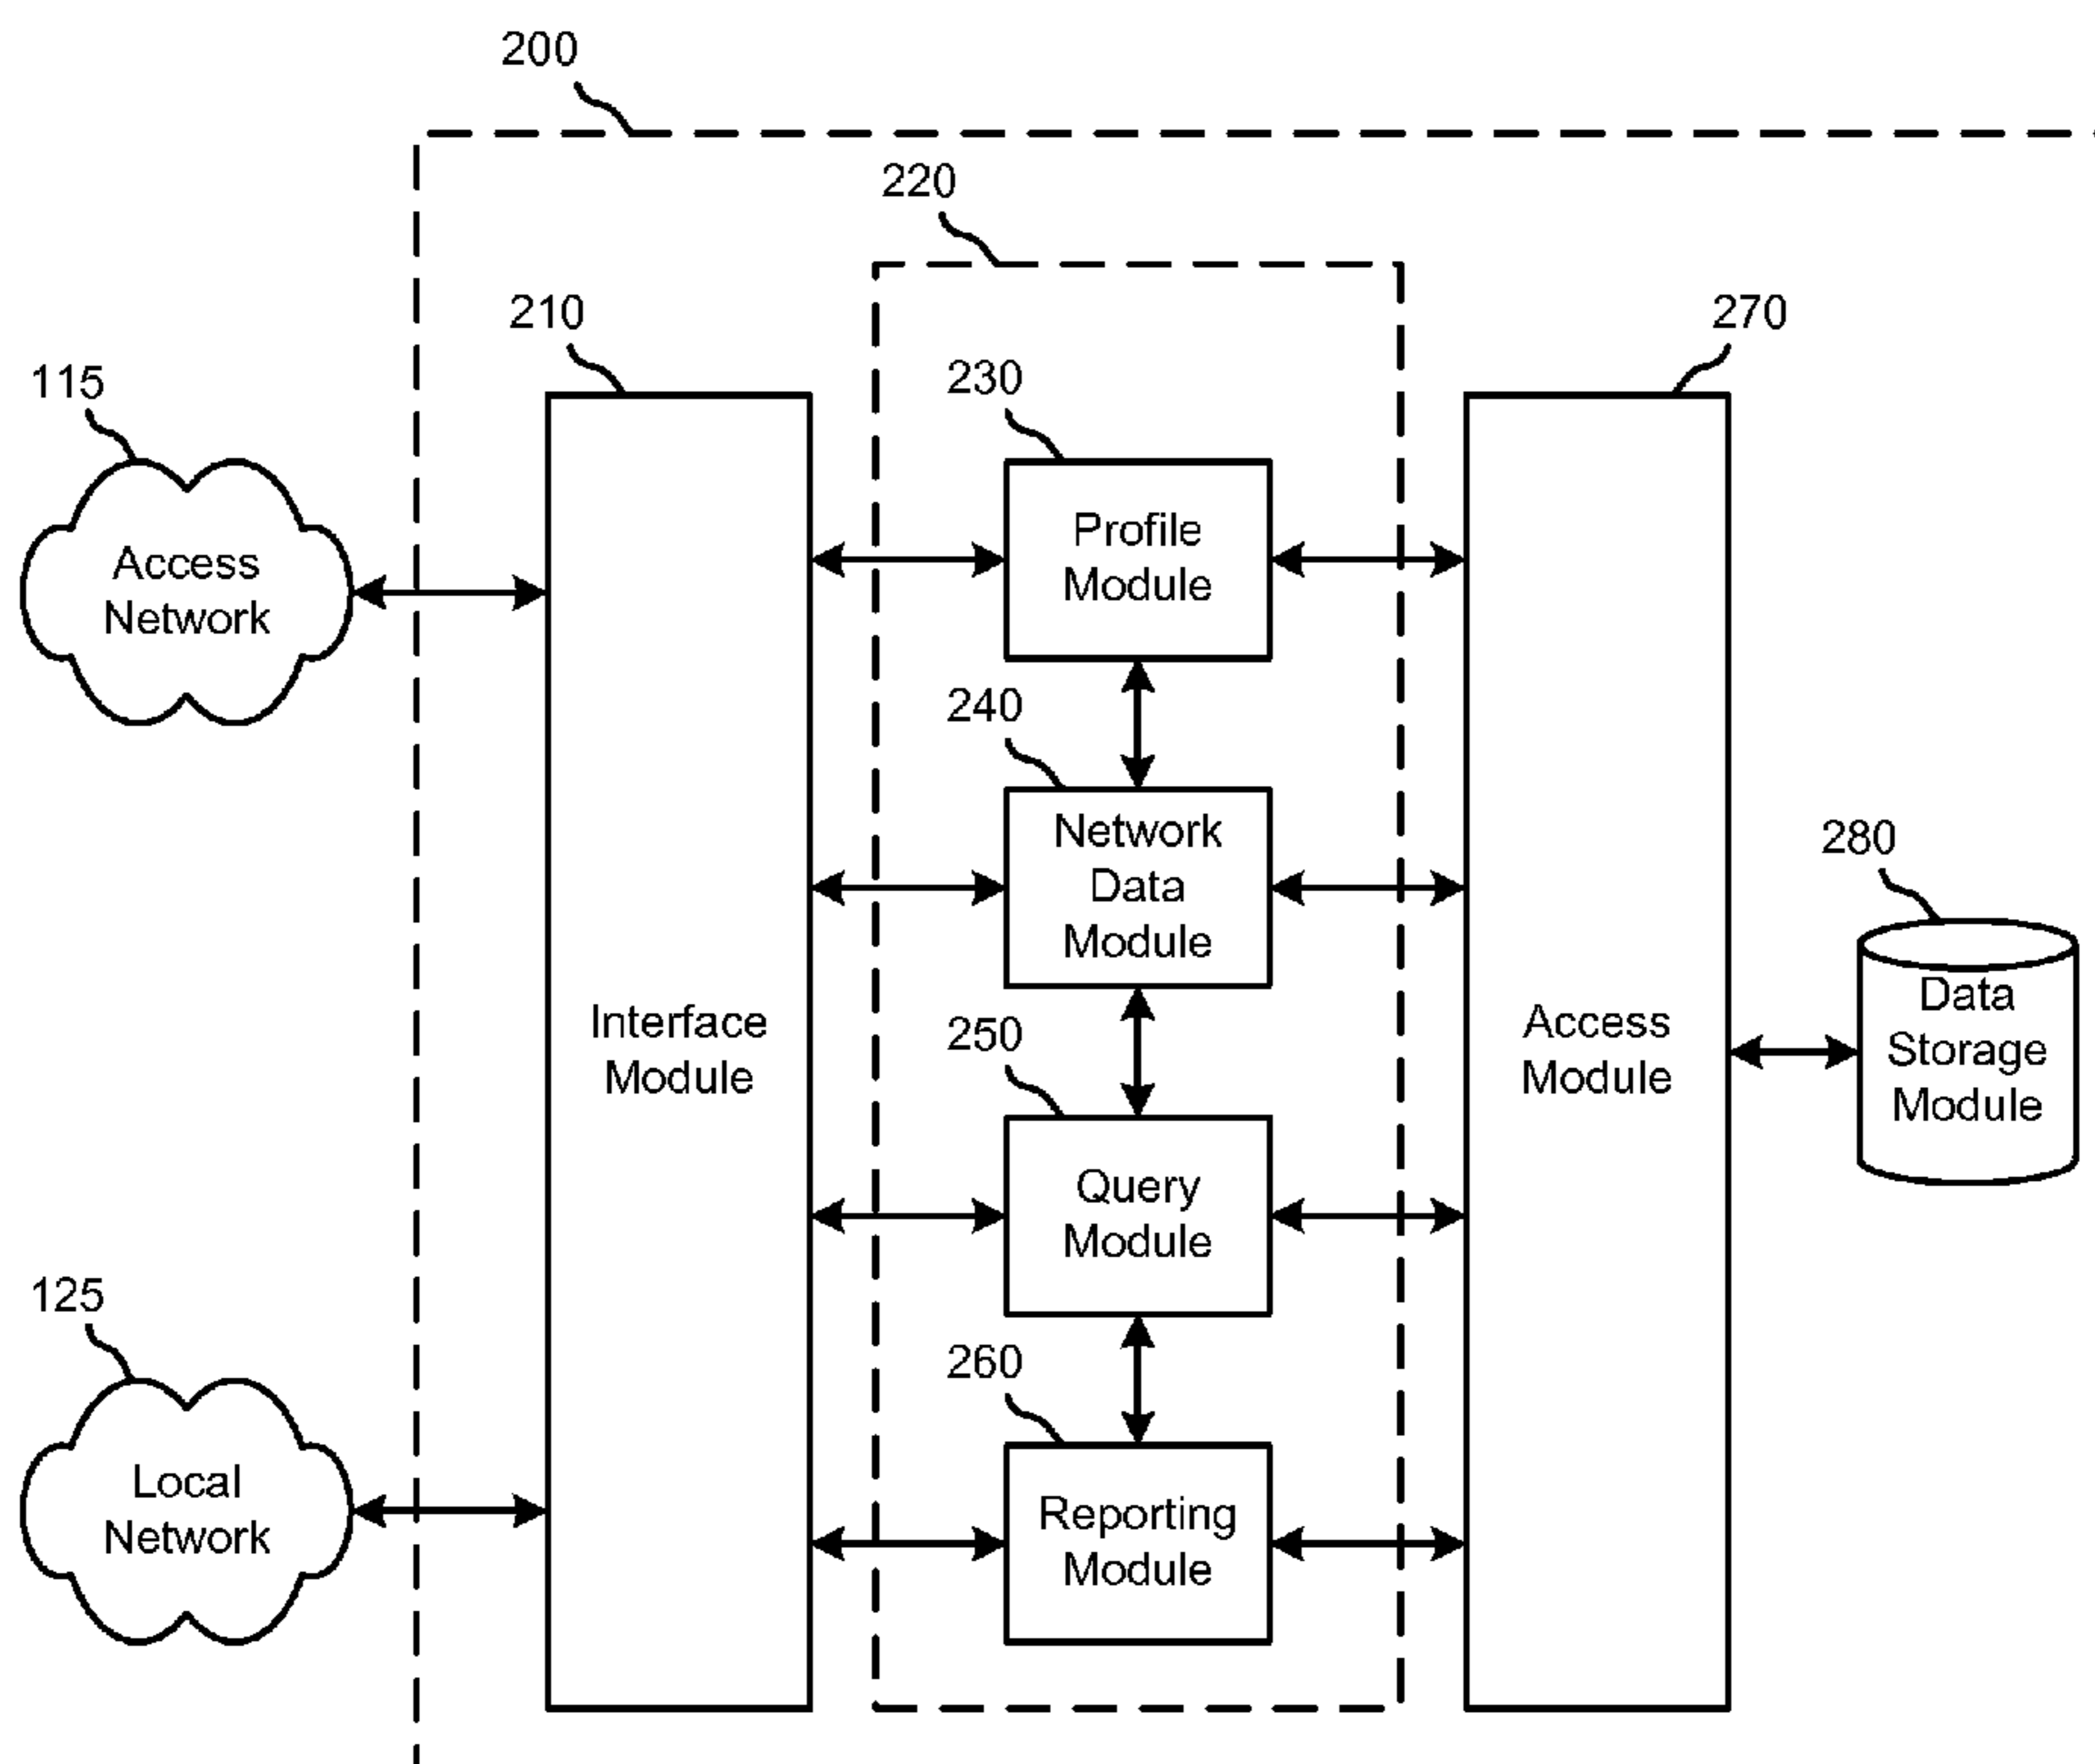 200
220
210
270
115
230
Profile
Module
Access
Network
240
Network
Data
Module
280
Data
Storage
Module
Interface
Module
250
Access
Module
Query
Module
125
260
Local
Network
Reporting
Module